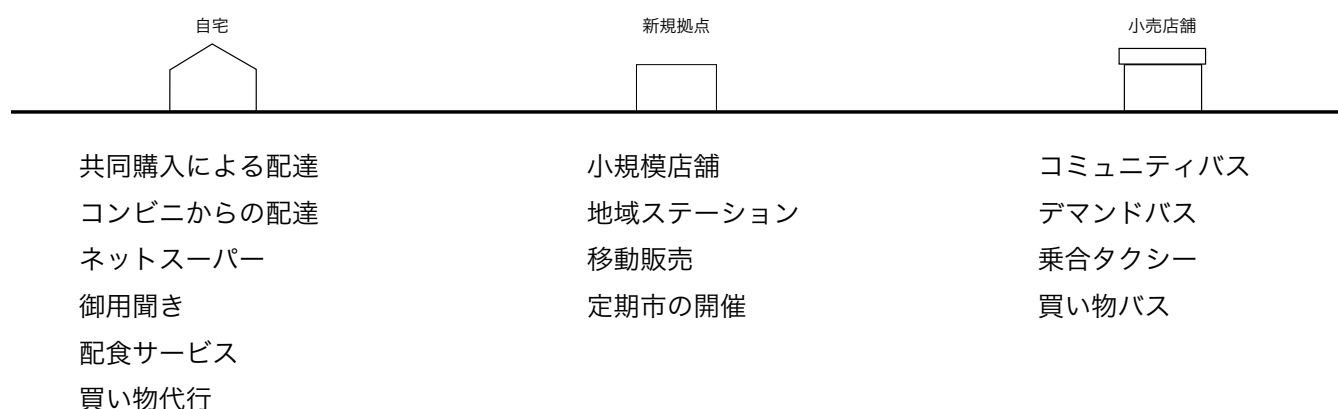 自宅
共同購入による配達
コンビニからの配達
ネットスーパー
御用聞き
配食サービス
買い物代行
新規拠点
小規模店舗
地域ステーション
移動販売
定期市の開催
小売店舗
コミュニティバス
デマンドバス
乗合タクシー
買い物バス